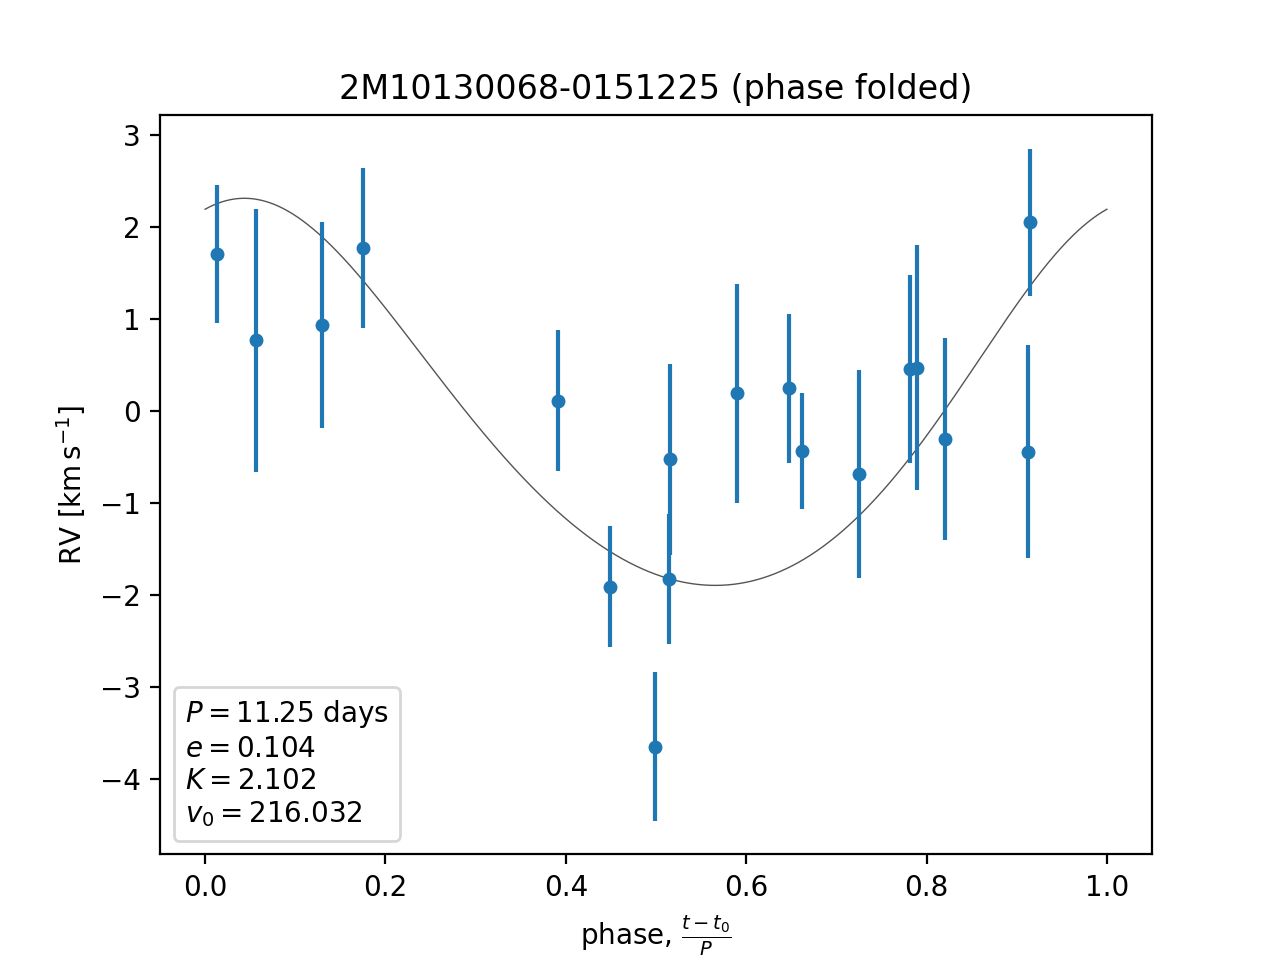 2M10130068-0151225 (phase folded)
3
2
1
0
−1
−2
−3
−4
RV [km s⁻¹]
P = 11.25 days
e = 0.104
K = 2.102
v₀ = 216.032
0.0 0.2 0.4 0.6 0.8 1.0
phase, (t − t₀)/P